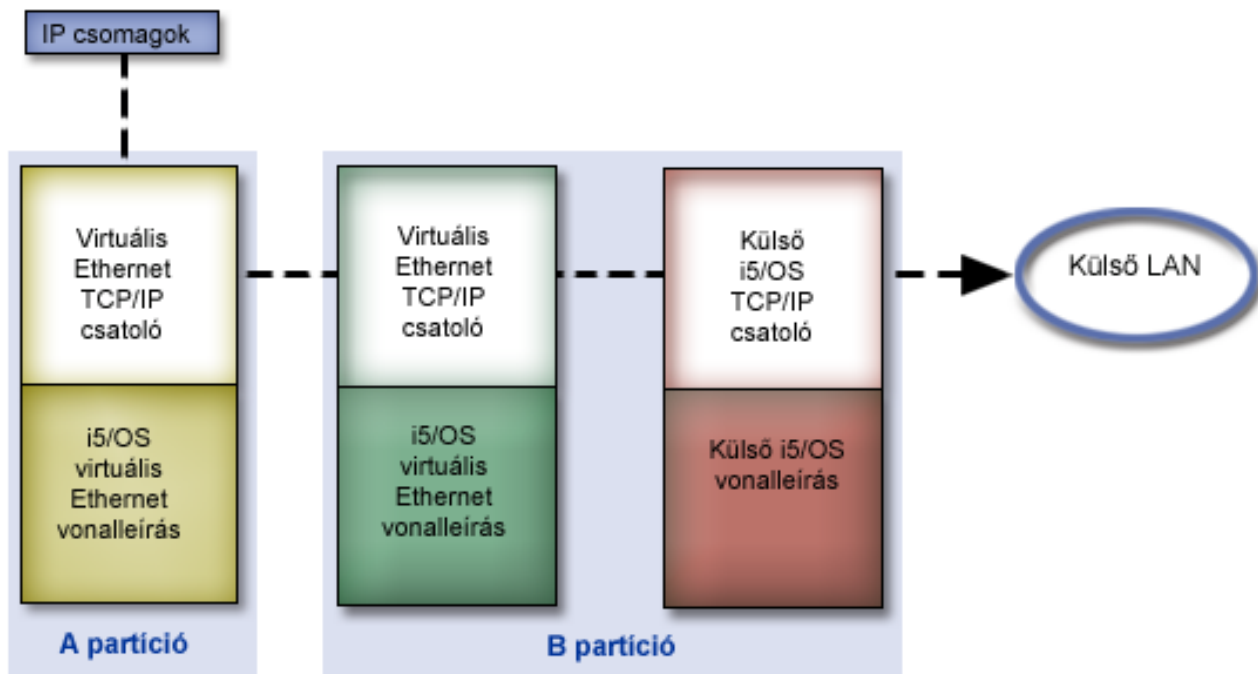 IP csomagok
Virtuális
Ethernet
TCP/IP
csatoló
i5/OS
virtuális
Ethernet
vonalleírás
A partíció
Virtuális
Ethernet
TCP/IP
csatoló
i5/OS
virtuális
Ethernet
vonalleírás
Külső
i5/OS
TCP/IP
csatoló
Külső i5/OS
vonalleírás
B partíció
Külső LAN